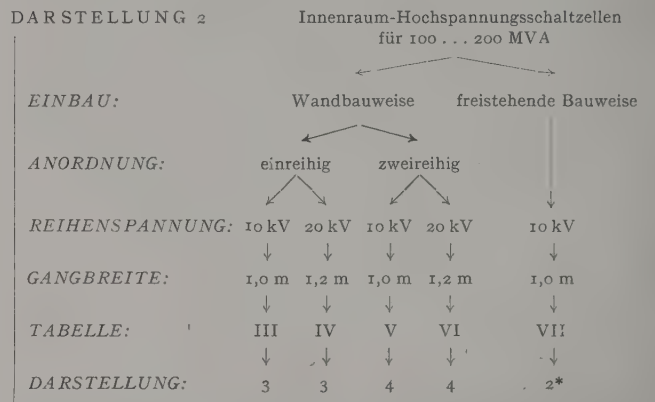 DARSTELLUNG 2 Innenraum-Hochspannungsschaltzellen
für 100 . . . 200 MVA
EINBAU: Wandbauweise freistehende Bauweise
ANORDNUNG: einreihig zweireihig
REIHENSPANNUNG: 10 kV 20 kV 10 kV 20 kV 10 kV
GANGBREITE: 1,0 m 1,2 m 1,0 m 1,2 m 1,0 m
TABELLE: III IV V VI VII
DARSTELLUNG: 3 3 4 4 2*